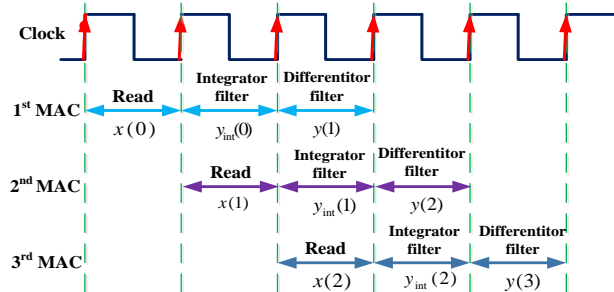 Clock
Integrator Differentitor
Read filter filter
1st MAC
x(0) yint(0) y(1)
Integrator Differentitor
Read filter filter
2nd MAC
x(1) yint(1) y(2)
Integrator Differentitor
Read filter filter
3rd MAC
x(2) yint(2) y(3)